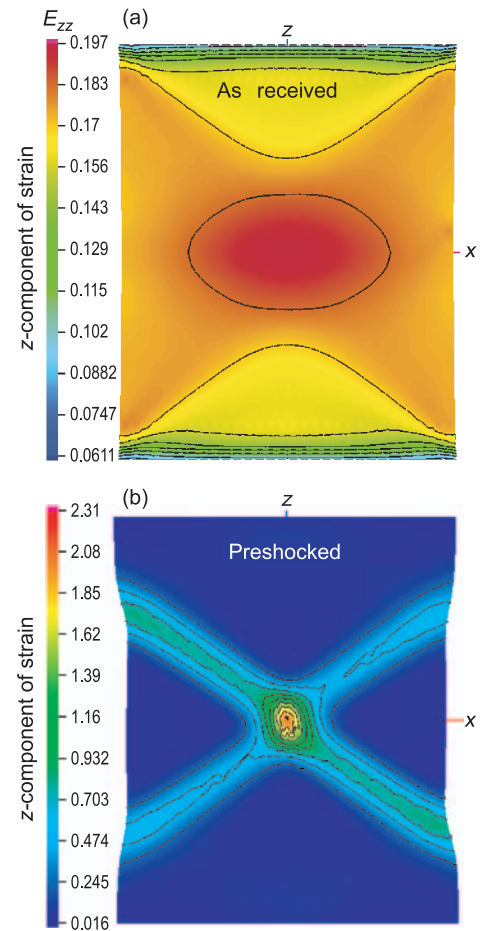 E_zz
(a)
z
0.197
0.183
0.17
0.156
0.143
0.129
0.115
0.102
0.0882
0.0747
0.0611
z-component of strain
As received
x
(b)
z
2.31
2.08
1.85
1.62
1.39
1.16
0.932
0.703
0.474
0.245
0.016
z-component of strain
Preshocked
x